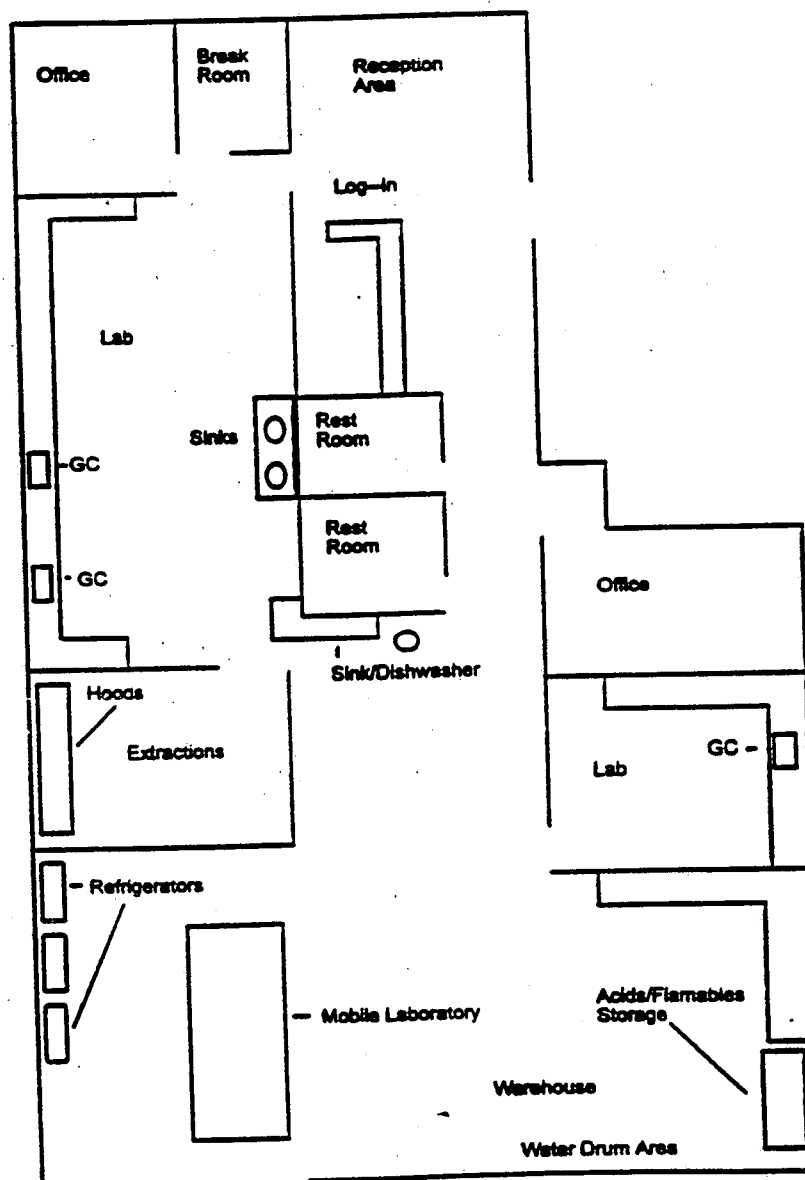 Office
Break
Room
Reception
Area
Log-in
Lab
Sinks
Rest
Room
GC
Rest
Room
GC
Office
Sink/Dishwasher
Hoods
Extractions
GC
Lab
Refrigerators
Mobile Laboratory
Acids/Flamables
Storage
Warehouse
Water Drum Area